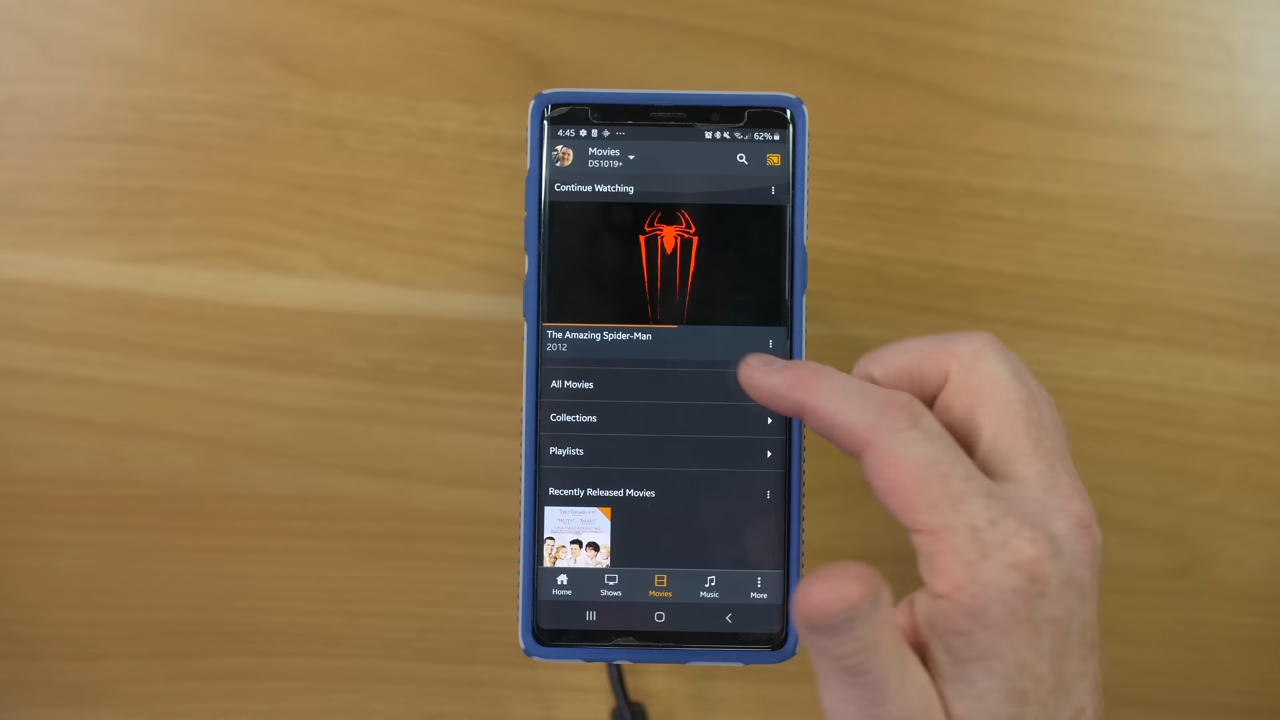 4:45
62%
Movies
DS1019+
Continue Watching
The Amazing Spider-Man
2012
All Movies
Collections
Playlists
Recently Released Movies
Home
Shows
Movies
Music
More